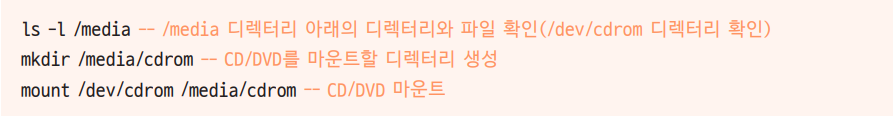 ls -l /media -- /media 디렉터리 아래의 디렉터리와 파일 확인(/dev/cdrom 디렉터리 확인)
mkdir /media/cdrom -- CD/DVD를 마운트할 디렉터리 생성
mount /dev/cdrom /media/cdrom -- CD/DVD 마운트